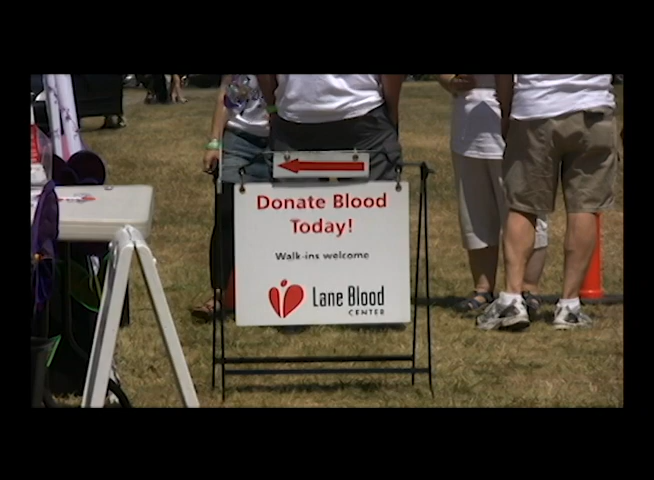 Donate Blood
Today!
Walk-ins welcome
Lane Blood
CENTER